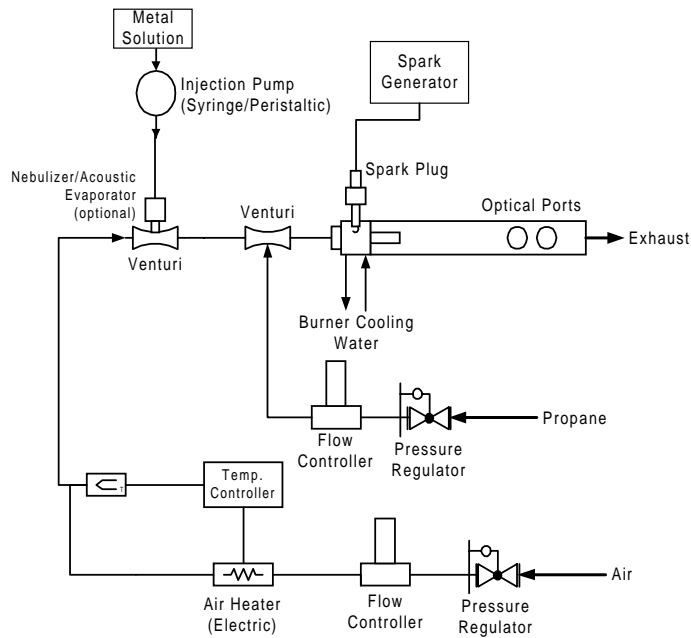 Metal
Solution
Spark
Generator
Injection Pump
(Syringe/Peristaltic)
Spark Plug
Nebulizer/Acoustic
Evaporator
(optional)
Venturi
Optical Ports
Venturi
Exhaust
Burner Cooling
Water
Propane
Flow
Controller
Pressure
Regulator
Temp.
Controller
T
Air
Air Heater
(Electric)
Flow
Controller
Pressure
Regulator